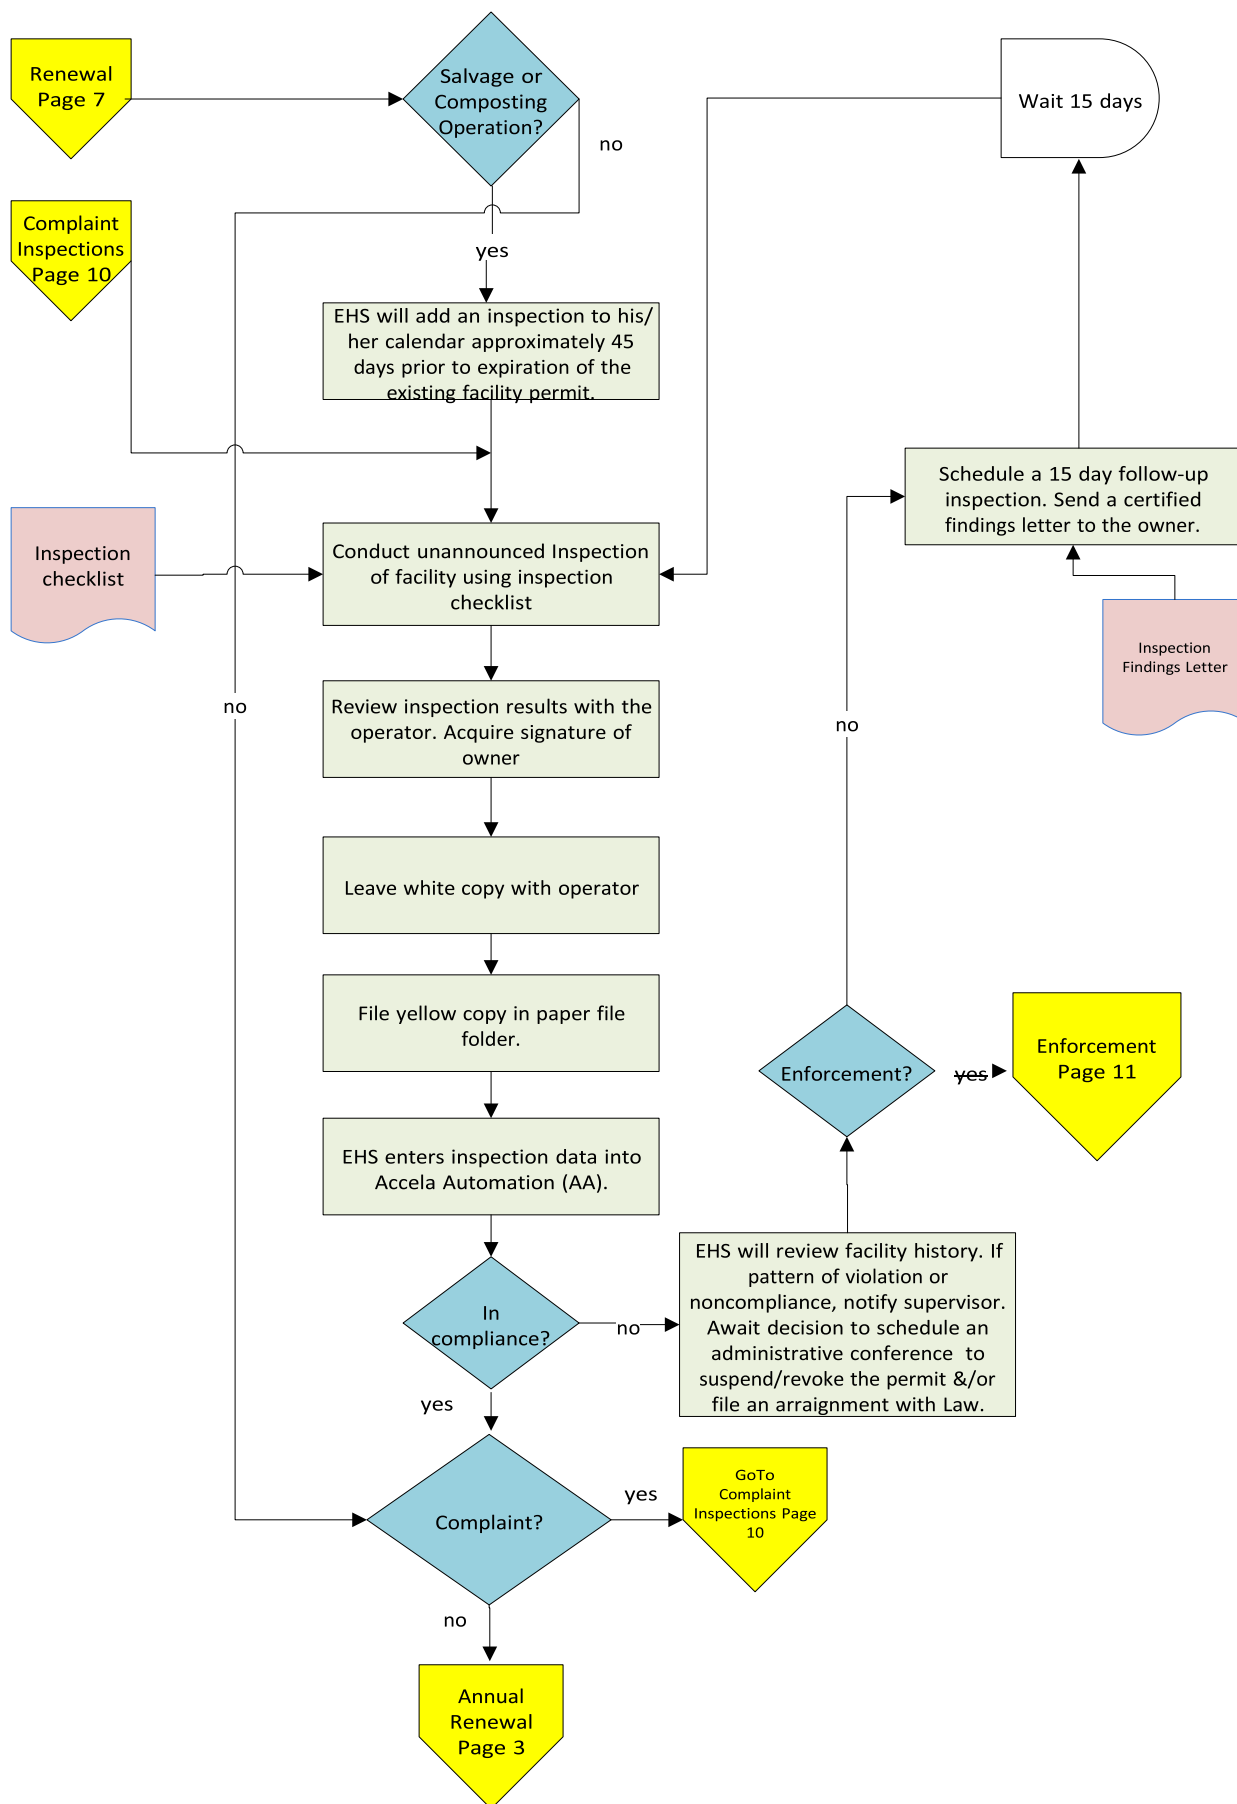 Renewal
Page 7
Salvage or
Composting
Operation?
Wait 15 days
no
Complaint
Inspections
Page 10
yes
EHS will add an inspection to his/
her calendar approximately 45
days prior to expiration of the
existing facility permit.
Schedule a 15 day follow-up
inspection. Send a certified
findings letter to the owner.
Inspection
checklist
Conduct unannounced Inspection
of facility using inspection
checklist
Inspection
Findings Letter
no
Review inspection results with the
operator. Acquire signature of
owner
no
Leave white copy with operator
File yellow copy in paper file
folder.
Enforcement?
yes
Enforcement
Page 11
EHS enters inspection data into
Accela Automation (AA).
In
compliance?
no
EHS will review facility history. If
pattern of violation or
noncompliance, notify supervisor.
Await decision to schedule an
administrative conference  to
suspend/revoke the permit &/or
file an arraignment with Law.
yes
Complaint?
yes
GoTo
Complaint
Inspections Page
10
no
Annual
Renewal
Page 3